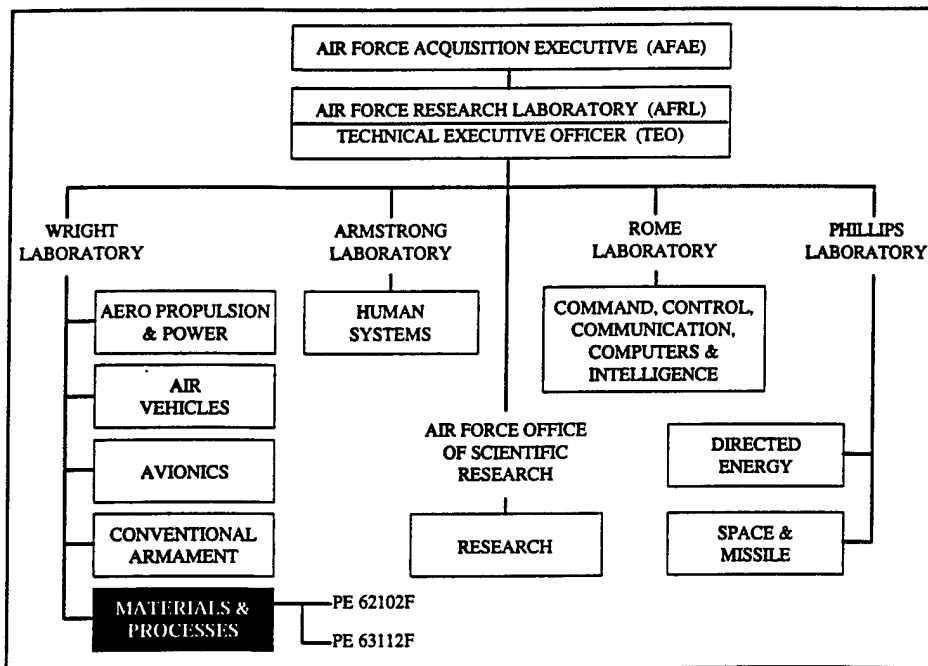 AIR FORCE ACQUISITION EXECUTIVE (AFAE)
AIR FORCE RESEARCH LABORATORY (AFRL)
TECHNICAL EXECUTIVE OFFICER (TEO)
WRIGHT
LABORATORY
AERO PROPULSION
& POWER
AIR
VEHICLES
AVIONICS
CONVENTIONAL
ARMAMENT
MATERIALS &
PROCESSES
PE 62102F
PE 63112F
ARMSTRONG
LABORATORY
HUMAN
SYSTEMS
AIR FORCE OFFICE
OF SCIENTIFIC
RESEARCH
RESEARCH
ROME
LABORATORY
COMMAND, CONTROL,
COMMUNICATION,
COMPUTERS &
INTELLIGENCE
PHILLIPS
LABORATORY
DIRECTED
ENERGY
SPACE &
MISSILE